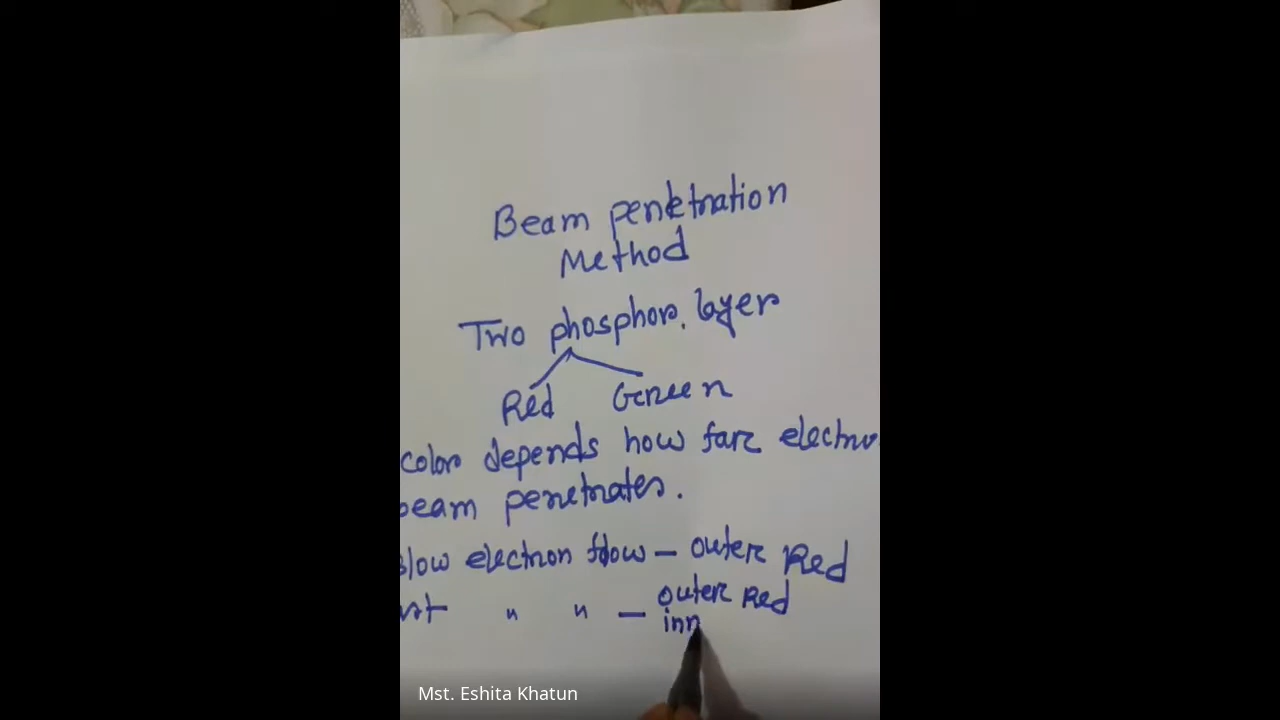 Beam penetration
Method
Two phosphor layer
Red Green
color depends how far electro
beam penetrates.
slow electron flow — outer Red
ast " " — outer Red
inn
Mst. Eshita Khatun